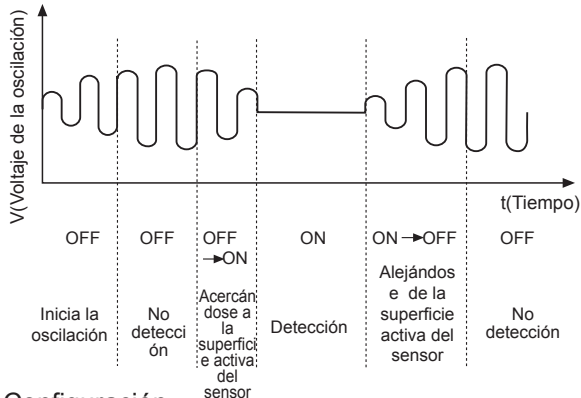 V(Voltaje de la oscilación)
t(Tiempo)
OFF
OFF
OFF
→ON
ON
ON→OFF
OFF
Inicia la
oscilación
No
detecci
ón
Acercán
dose a
la
superfici
e activa
del
sensor
Detección
Alejándos
e de la
superficie
activa del
sensor
No
detección
Configuración